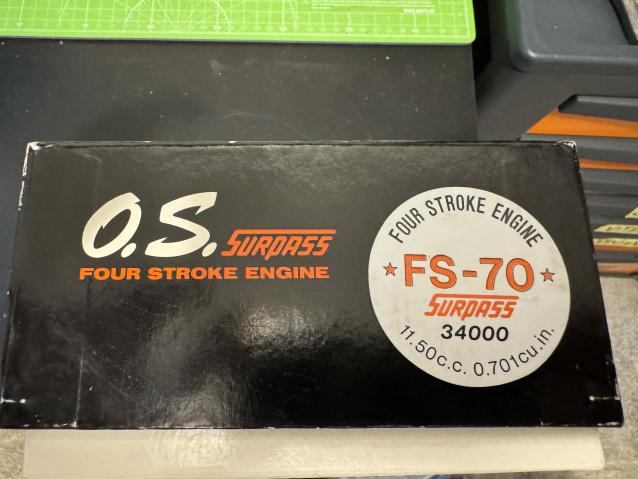 O.S. SURPASS
FOUR STROKE ENGINE
FOUR STROKE ENGINE
★FS-70★
SURPASS
34000
11.50c.c. 0.701cu.in.